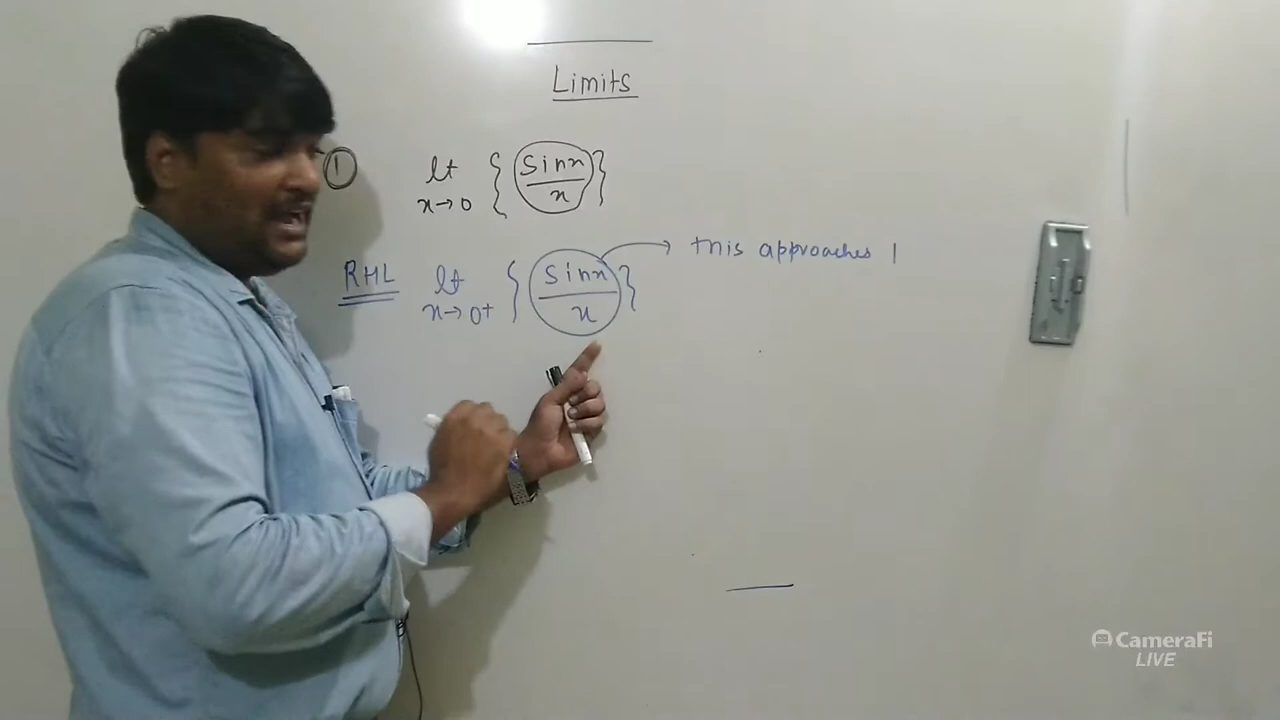 Limits
① lt x→0 { sinx/x }
RHL lt x→0+ { sinx/x } → this approaches 1
CameraFi
LIVE